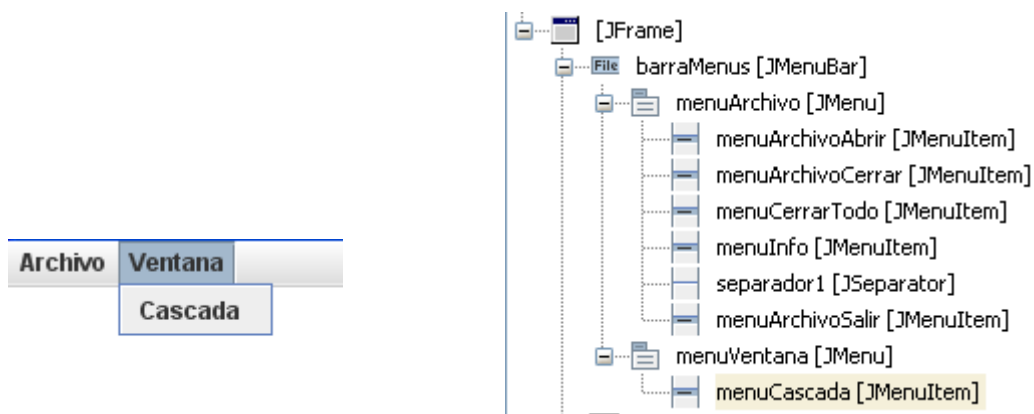 Archivo Ventana
Cascada
[JFrame]
File barraMenus [JMenuBar]
menuArchivo [JMenu]
menuArchivoAbrir [JMenuItem]
menuArchivoCerrar [JMenuItem]
menuCerrarTodo [JMenuItem]
menuInfo [JMenuItem]
separador1 [JSeparator]
menuArchivoSalir [JMenuItem]
menuVentana [JMenu]
menuCascada [JMenuItem]